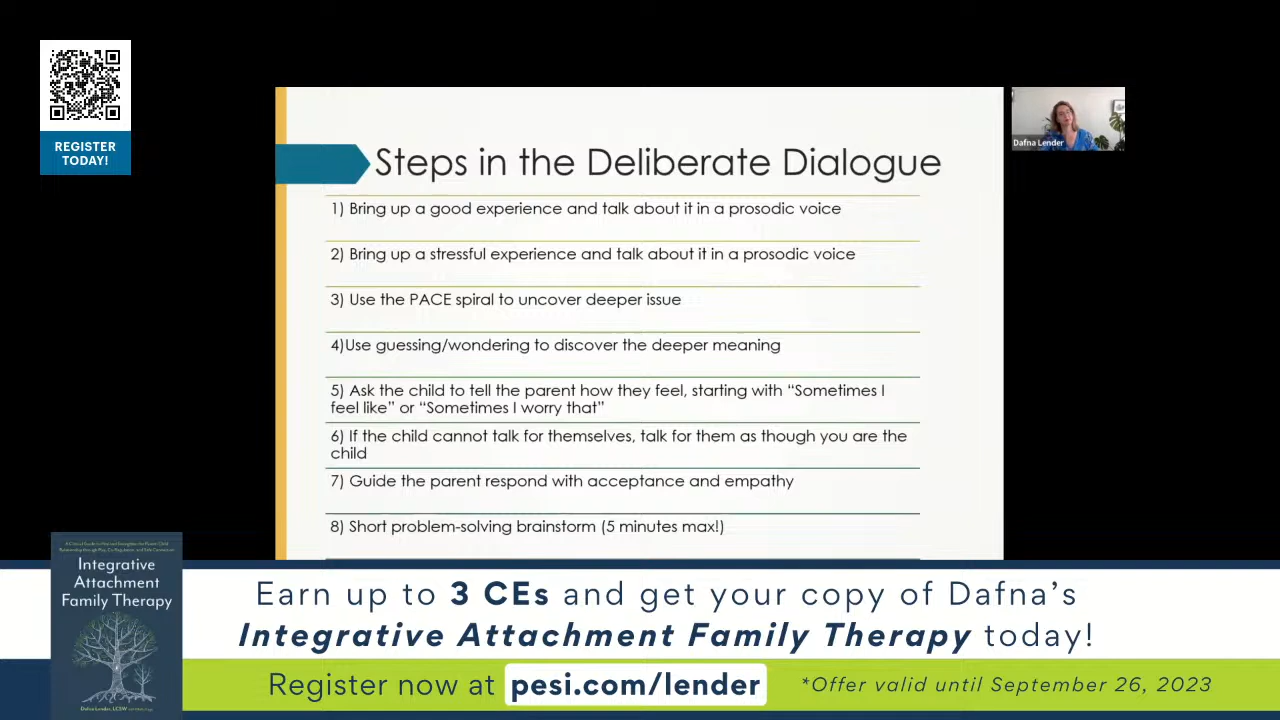 REGISTER
TODAY!
Dafna Lender
Steps in the Deliberate Dialogue
1) Bring up a good experience and talk about it in a prosodic voice
2) Bring up a stressful experience and talk about it in a prosodic voice
3) Use the PACE spiral to uncover deeper issue
4)Use guessing/wondering to discover the deeper meaning
5) Ask the child to tell the parent how they feel, starting with “Sometimes I
feel like” or “Sometimes I worry that”
6) If the child cannot talk for themselves, talk for them as though you are the
child
7) Guide the parent respond with acceptance and empathy
8) Short problem-solving brainstorm (5 minutes max!)
Integrative
Attachment
Family Therapy
Dafna Lender, LCSW
Earn up to 3 CEs and get your copy of Dafna’s
Integrative Attachment Family Therapy today!
Register now at pesi.com/lender
*Offer valid until September 26, 2023